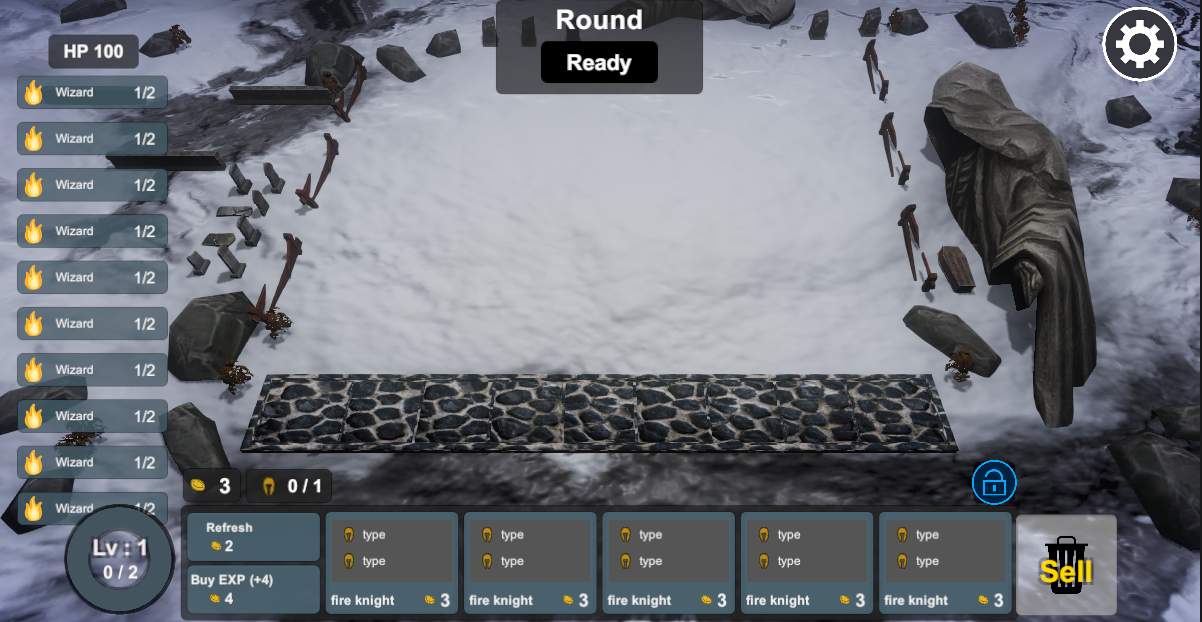 Round
Ready
HP 100
Wizard 1/2
Wizard 1/2
Wizard 1/2
Wizard 1/2
Wizard 1/2
Wizard 1/2
Wizard 1/2
Wizard 1/2
Wizard 1/2
Wizard 1/2
3
0 / 1
Lv : 1
0 / 2
Refresh
2
Buy EXP (+4)
4
type
type
fire knight 3
type
type
fire knight 3
type
type
fire knight 3
type
type
fire knight 3
type
type
fire knight 3
Sell